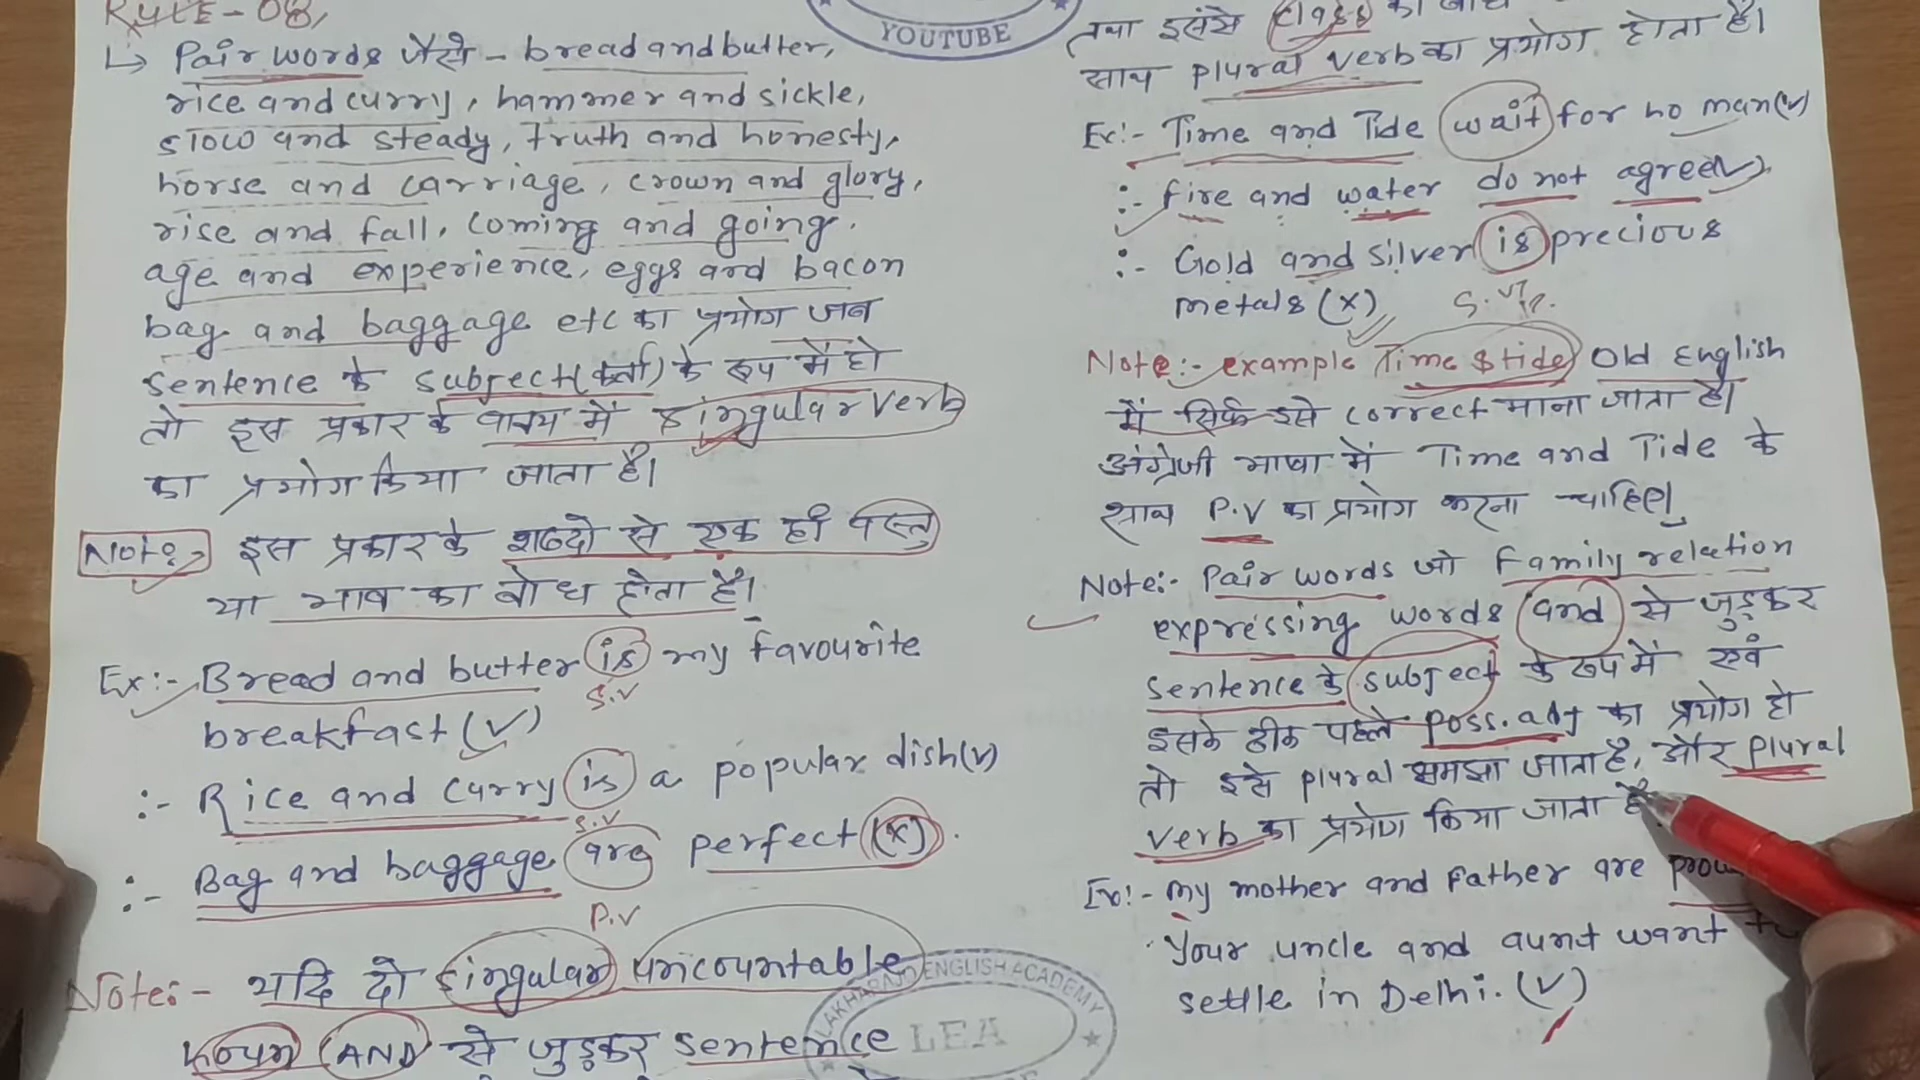 RULE-08,
↳ Pair words जैसे - bread and butter,
rice and curry, hammer and sickle,
slow and steady, truth and honesty,
horse and carriage, crown and glory,
rise and fall, coming and going.
age and experience, eggs and bacon
bag and baggage etc का प्रयोग जब
sentence के subject(कर्ता) के रूप में हो
तो इस प्रकार के वाक्य में singular verb
का प्रयोग किया जाता है।
Note:- इस प्रकार के शब्दो से एक ही वस्तु
या भाव का बोध होता है।
Ex:- Bread and butter is my favourite
S.V
breakfast (✓)
:- Rice and curry is a popular dish(✓)
S.V
:- Bag and baggage are perfect (x).
P.V
Note:- यदि दो singular uncountable
noun AND से जुड़कर sentence
YOUTUBE
तथा इससे class का बोध
साथ plural verb का प्रयोग होता है।
Ex:- Time and Tide wait for no man(✓)
:- fire and water do not agree(✓)
:- Gold and silver is precious
metals (x)
Note:- example Time & tide Old English
में सिर्फ इसे correct माना जाता है।
अंग्रेजी भाषा में Time and Tide के
साथ P.V का प्रयोग करना चाहिए
Note:- Pair words जो family relation
expressing words and से जुड़कर
sentence के subject के रूप में एवं
इसके ठीक पहले poss. adj का प्रयोग हो
तो इसे plural समझा जाता है, और plural
verb का प्रयोग किया जाता है
Ex:- my mother and father are
Your uncle and aunt want
settle in Delhi. (✓)
LAKHARAJ ENGLISH ACADEMY
LEA